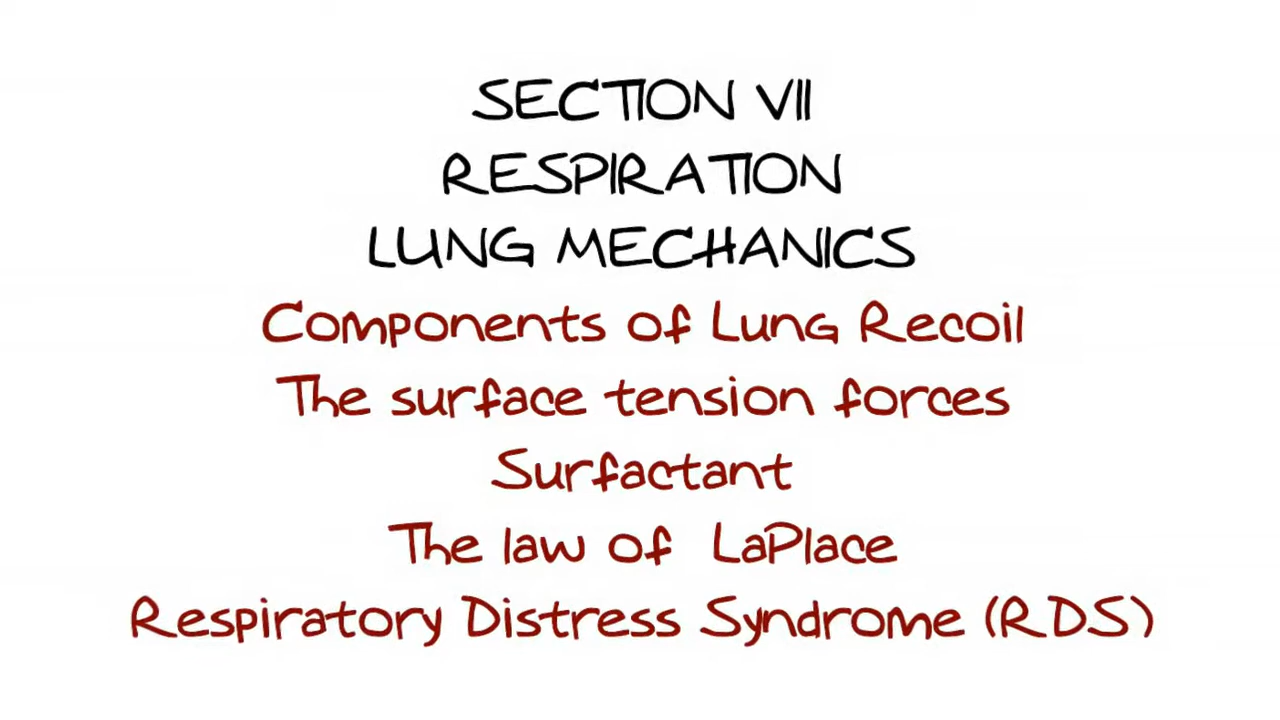 SECTION VII
RESPIRATION
LUNG MECHANICS
Components of Lung Recoil
The surface tension forces
Surfactant
The law of LaPlace
Respiratory Distress Syndrome (RDS)